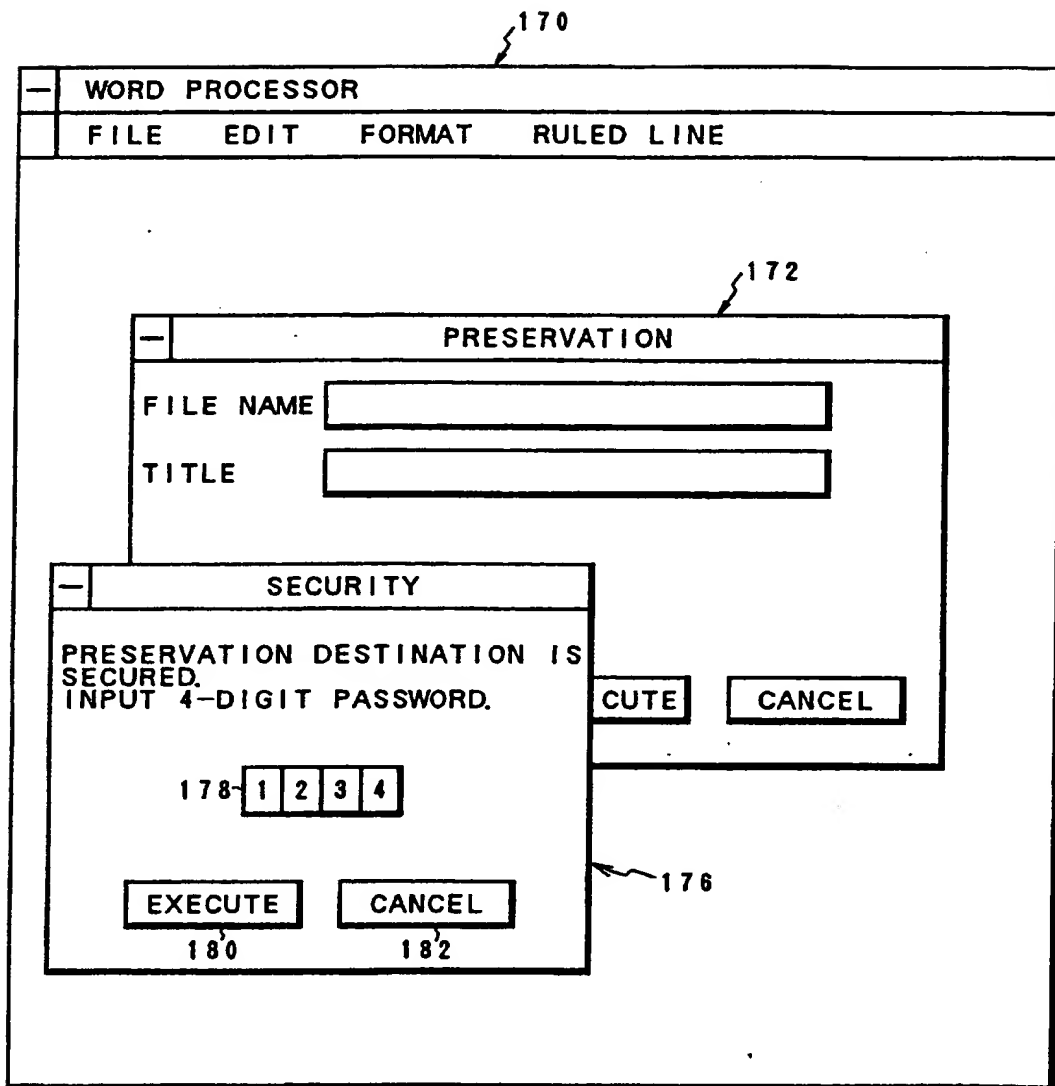 170
WORD PROCESSOR
FILE EDIT FORMAT RULED LINE
172
PRESERVATION
FILE NAME
TITLE
SECURITY
PRESERVATION DESTINATION IS
SECURED.
INPUT 4-DIGIT PASSWORD.
CUTE CANCEL
178 1 2 3 4
176
EXECUTE CANCEL
180 182